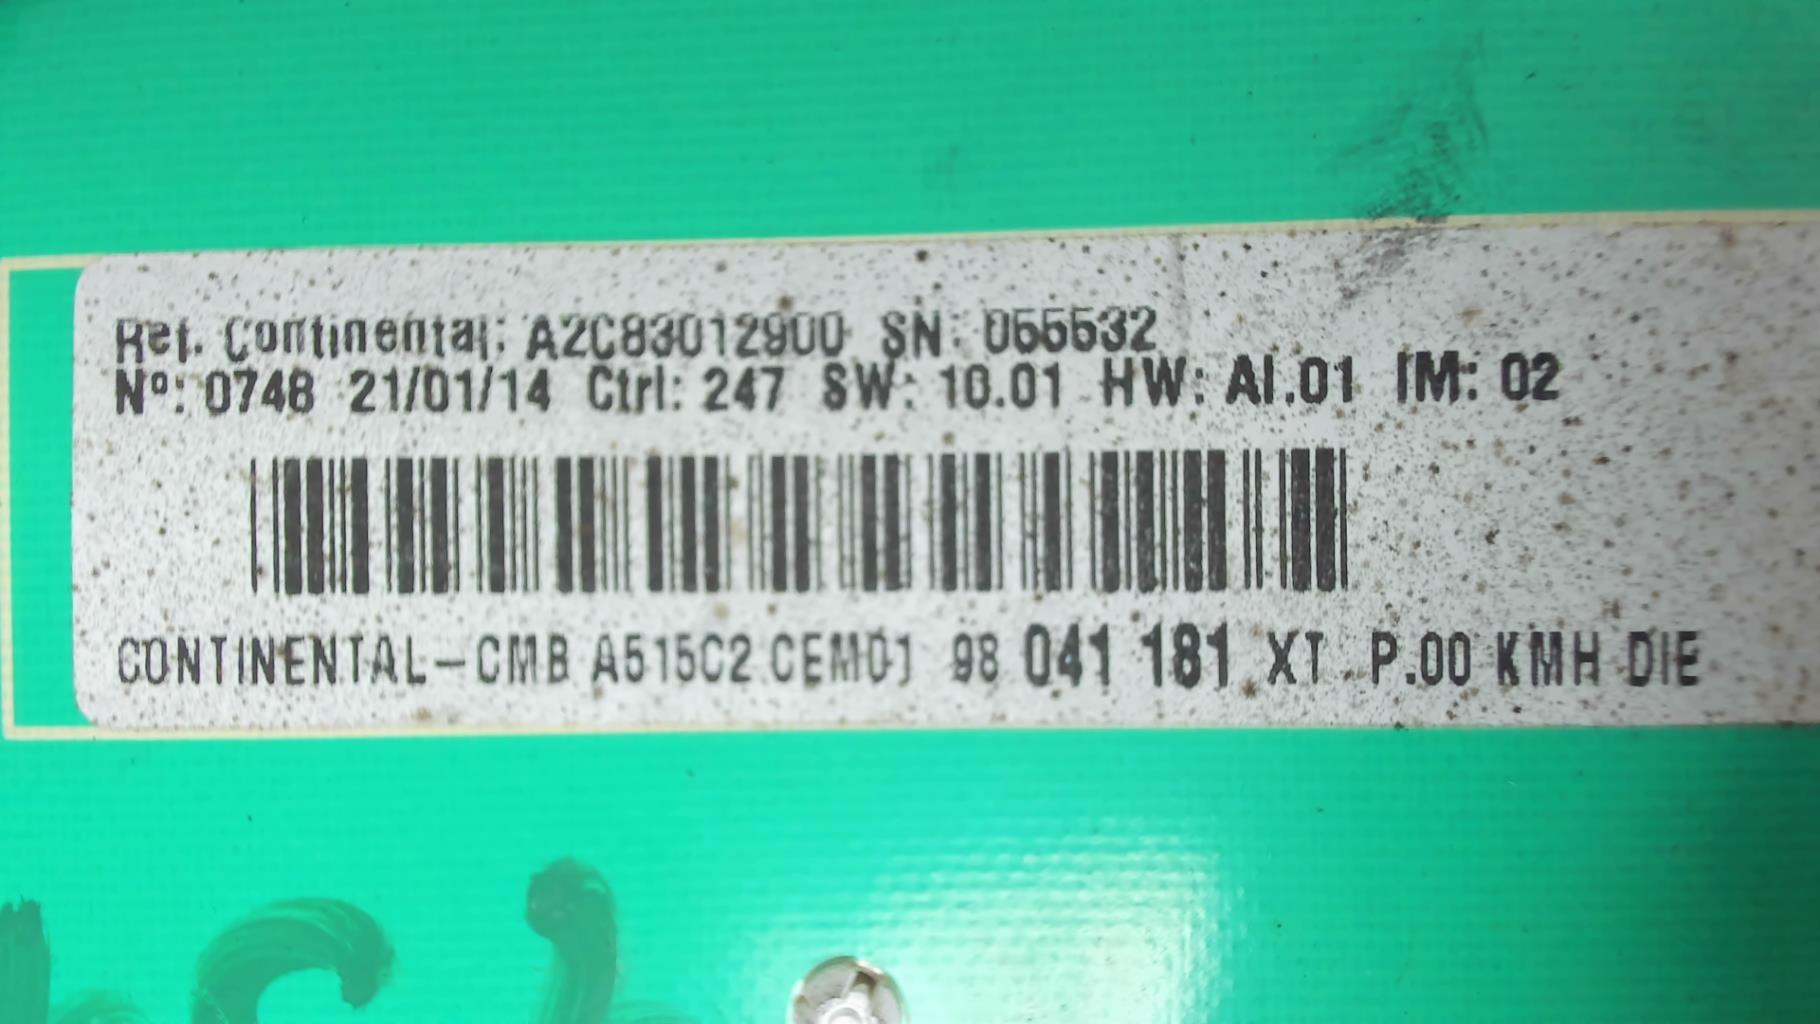 Ref. Continental: A2C83012900 SN: 055532
Nº: 0748 21/01/14 Ctrl: 247 SW: 10.01 HW: AI.01 IM: 02
CONTINENTAL-CMB A515C2 CEM01 98 041 181 XT P.00 KMH DIE